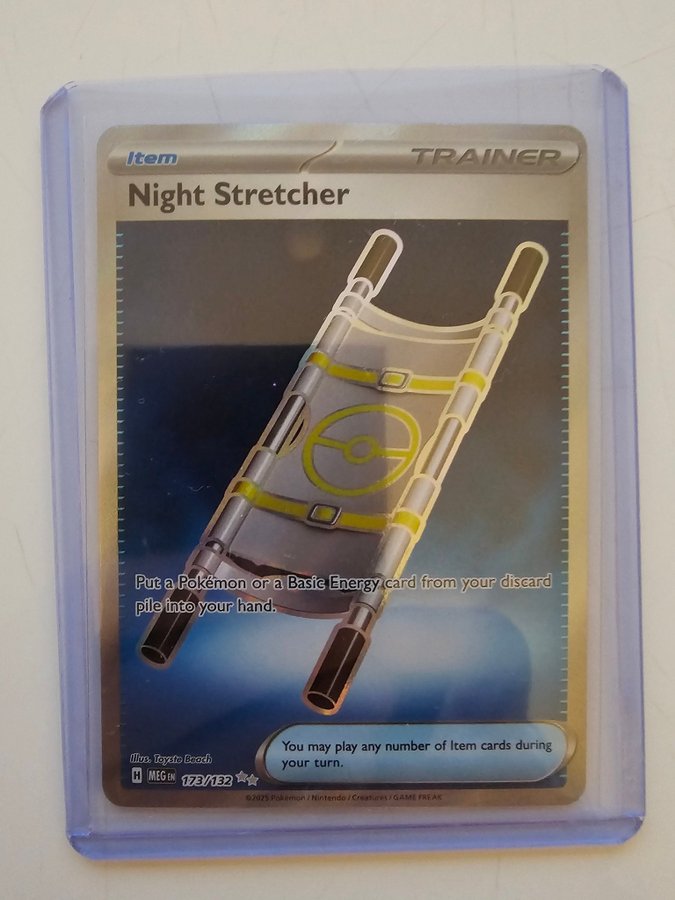 Item TRAINER
Night Stretcher
Put a Pokémon or a Basic Energy card from your discard
pile into your hand.
You may play any number of Item cards during
your turn.
Illus. Toyste Beach
H MEG EN 173/132
©2025 Pokémon / Nintendo / Creatures / GAME FREAK